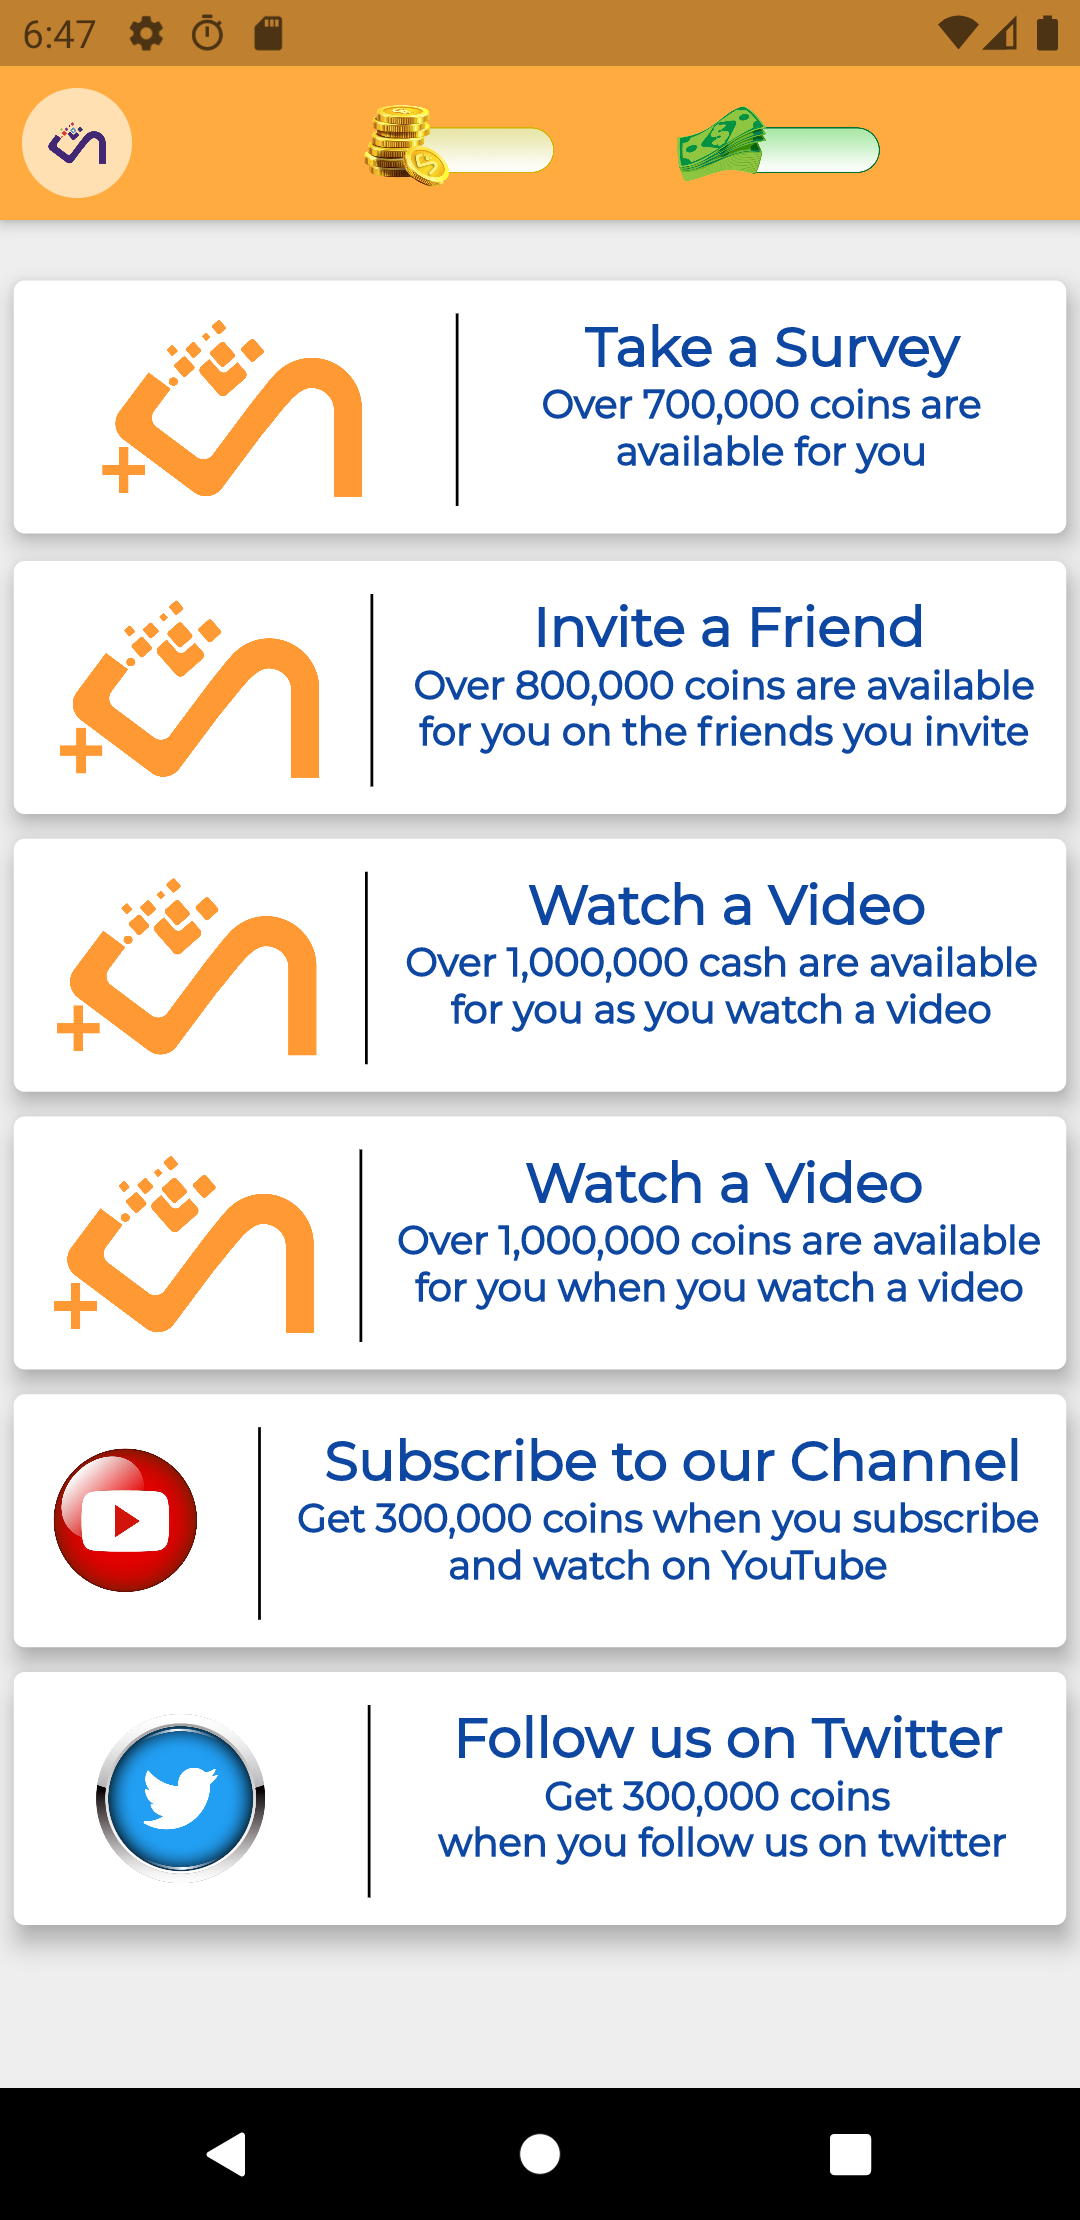 6:47
Take a Survey
Over 700,000 coins are
available for you
Invite a Friend
Over 800,000 coins are available
for you on the friends you invite
Watch a Video
Over 1,000,000 cash are available
for you as you watch a video
Watch a Video
Over 1,000,000 coins are available
for you when you watch a video
Subscribe to our Channel
Get 300,000 coins when you subscribe
and watch on YouTube
Follow us on Twitter
Get 300,000 coins
when you follow us on twitter